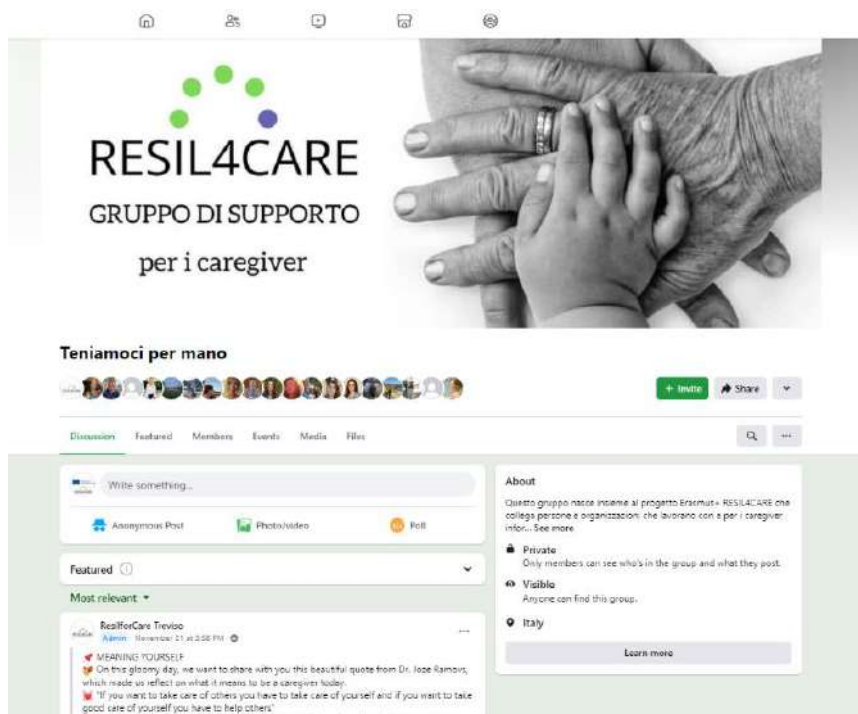 RESIL4CARE
GRUPPO DI SUPPORTO
per i caregiver
Teniamoci per mano
+ Invite
Share
Discussion Featured Members Events Media Files
Write something...
Anonymous Post
Photo/video
Poll
Featured
Most relevant
ResilforCare Treviso
Admin November 21 at 3:58 PM
MEANING YOURSELF
On this gloomy day, we want to share with you this beautiful quote from Dr. Joze Ramovs,
which made us reflect on what it means to be a caregiver today.
"If you want to take care of others you have to take care of yourself and if you want to take
good care of yourself you have to help others"
About
Questo gruppo nasce insieme al progetto Erasmus+ RESIL4CARE che
collega persone e organizzazioni che lavorano con e per i caregiver
infor... See more
Private
Only members can see who's in the group and what they post.
Visible
Anyone can find this group.
Italy
Learn more